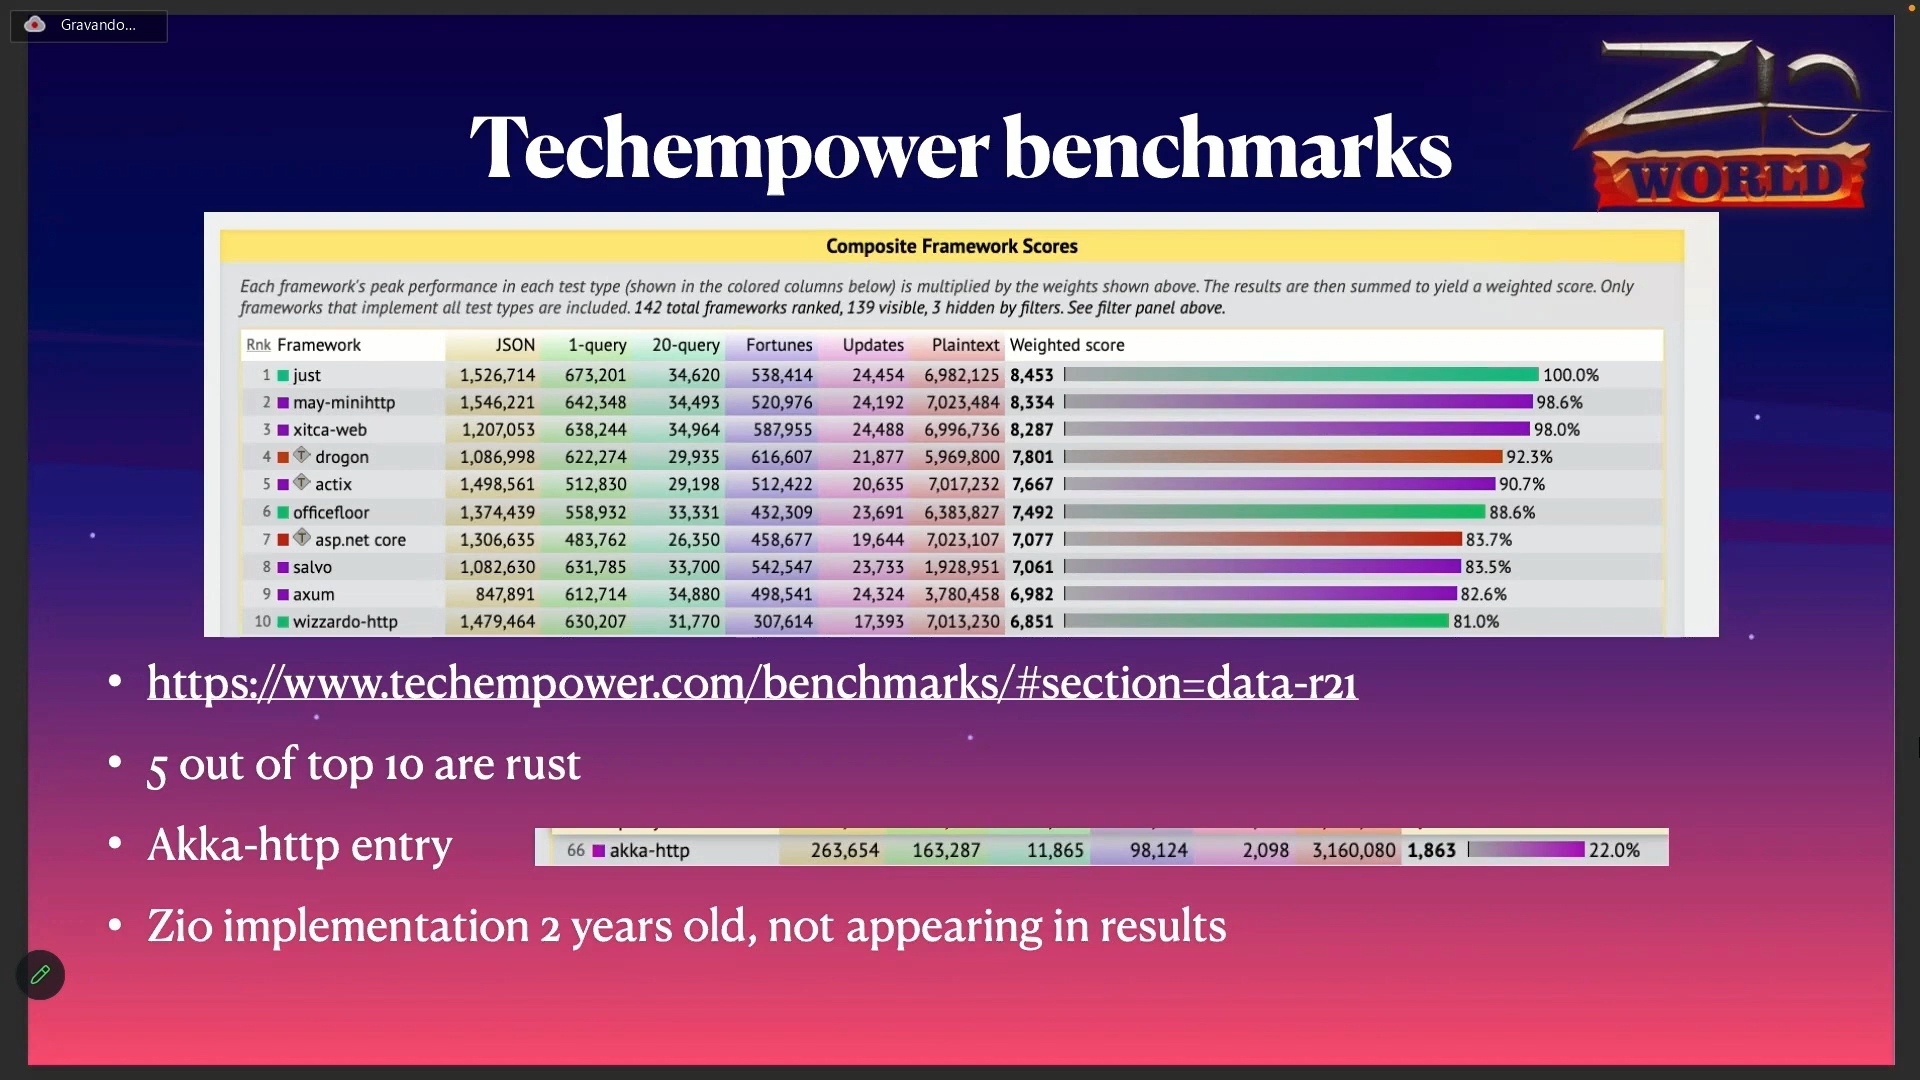 Gravando...
ZIO
WORLD
Techempower benchmarks
Composite Framework Scores
Each framework's peak performance in each test type (shown in the colored columns below) is multiplied by the weights shown above. The results are then summed to yield a weighted score. Only
frameworks that implement all test types are included. 142 total frameworks ranked, 139 visible, 3 hidden by filters. See filter panel above.
Rnk Framework JSON 1-query 20-query Fortunes Updates Plaintext Weighted score
1 just 1,526,714 673,201 34,620 538,414 24,454 6,982,125 8,453 100.0%
2 may-minihttp 1,546,221 642,348 34,493 520,976 24,192 7,023,484 8,334 98.6%
3 xitca-web 1,207,053 638,244 34,964 587,955 24,488 6,996,736 8,287 98.0%
4 T drogon 1,086,998 622,274 29,935 616,607 21,877 5,969,800 7,801 92.3%
5 T actix 1,498,561 512,830 29,198 512,422 20,635 7,017,232 7,667 90.7%
6 officefloor 1,374,439 558,932 33,331 432,309 23,691 6,383,827 7,492 88.6%
7 T asp.net core 1,306,635 483,762 26,350 458,677 19,644 7,023,107 7,077 83.7%
8 salvo 1,082,630 631,785 33,700 542,547 23,733 1,928,951 7,061 83.5%
9 axum 847,891 612,714 34,880 498,541 24,324 3,780,458 6,982 82.6%
10 wizzardo-http 1,479,464 630,207 31,770 307,614 17,393 7,013,230 6,851 81.0%
• https://www.techempower.com/benchmarks/#section=data-r21
• 5 out of top 10 are rust
• Akka-http entry
66 akka-http 263,654 163,287 11,865 98,124 2,098 3,160,080 1,863 22.0%
• Zio implementation 2 years old, not appearing in results